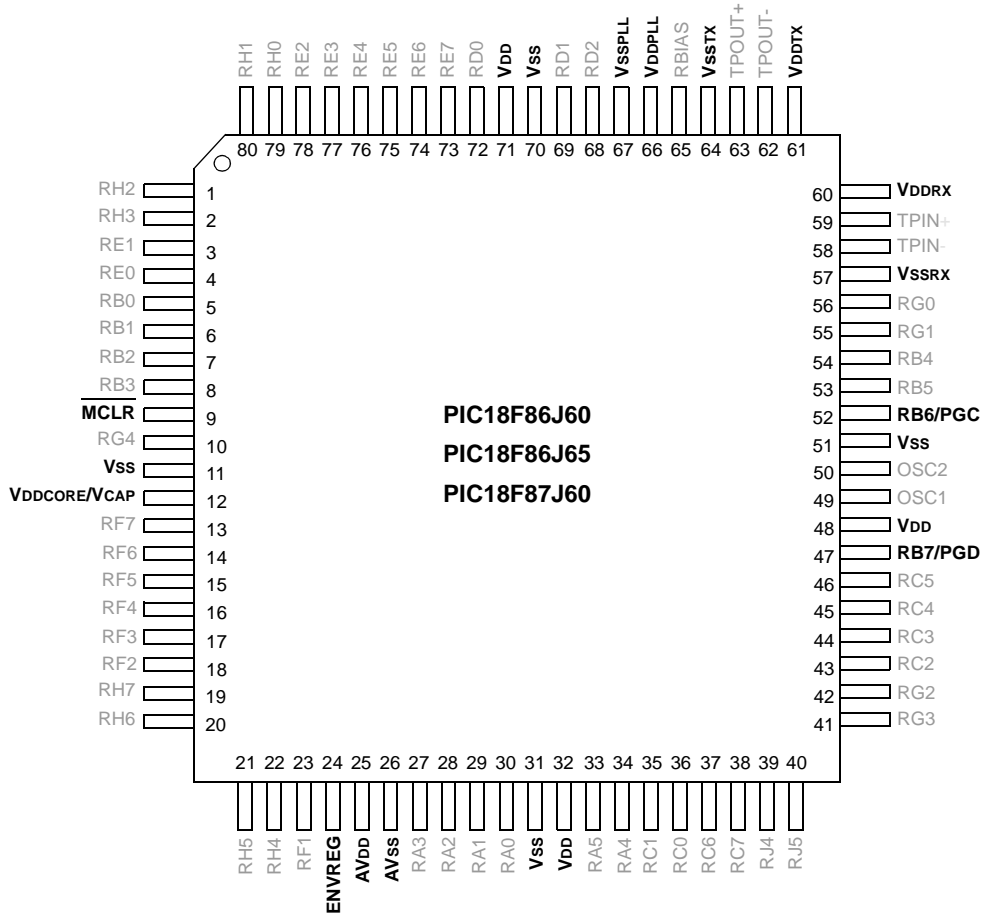 RH1 RH0 RE2 RE3 RE4 RE5 RE6 RE7 RD0 VDD VSS RD1 RD2 VSSPLL VDDPLL RBIAS VSSTX TPOUT+ TPOUT- VDDTX
80 79 78 77 76 75 74 73 72 71 70 69 68 67 66 65 64 63 62 61
RH2 1
RH3 2
RE1 3
RE0 4
RB0 5
RB1 6
RB2 7
RB3 8
MCLR 9
RG4 10
VSS 11
VDDCORE/VCAP 12
RF7 13
RF6 14
RF5 15
RF4 16
RF3 17
RF2 18
RH7 19
RH6 20
PIC18F86J60
PIC18F86J65
PIC18F87J60
60 VDDRX
59 TPIN+
58 TPIN-
57 VSSRX
56 RG0
55 RG1
54 RB4
53 RB5
52 RB6/PGC
51 VSS
50 OSC2
49 OSC1
48 VDD
47 RB7/PGD
46 RC5
45 RC4
44 RC3
43 RC2
42 RG2
41 RG3
21 22 23 24 25 26 27 28 29 30 31 32 33 34 35 36 37 38 39 40
RH5 RH4 RF1 ENVREG AVDD AVSS RA3 RA2 RA1 RA0 VSS VDD RA5 RA4 RC1 RC0 RC6 RC7 RJ4 RJ5